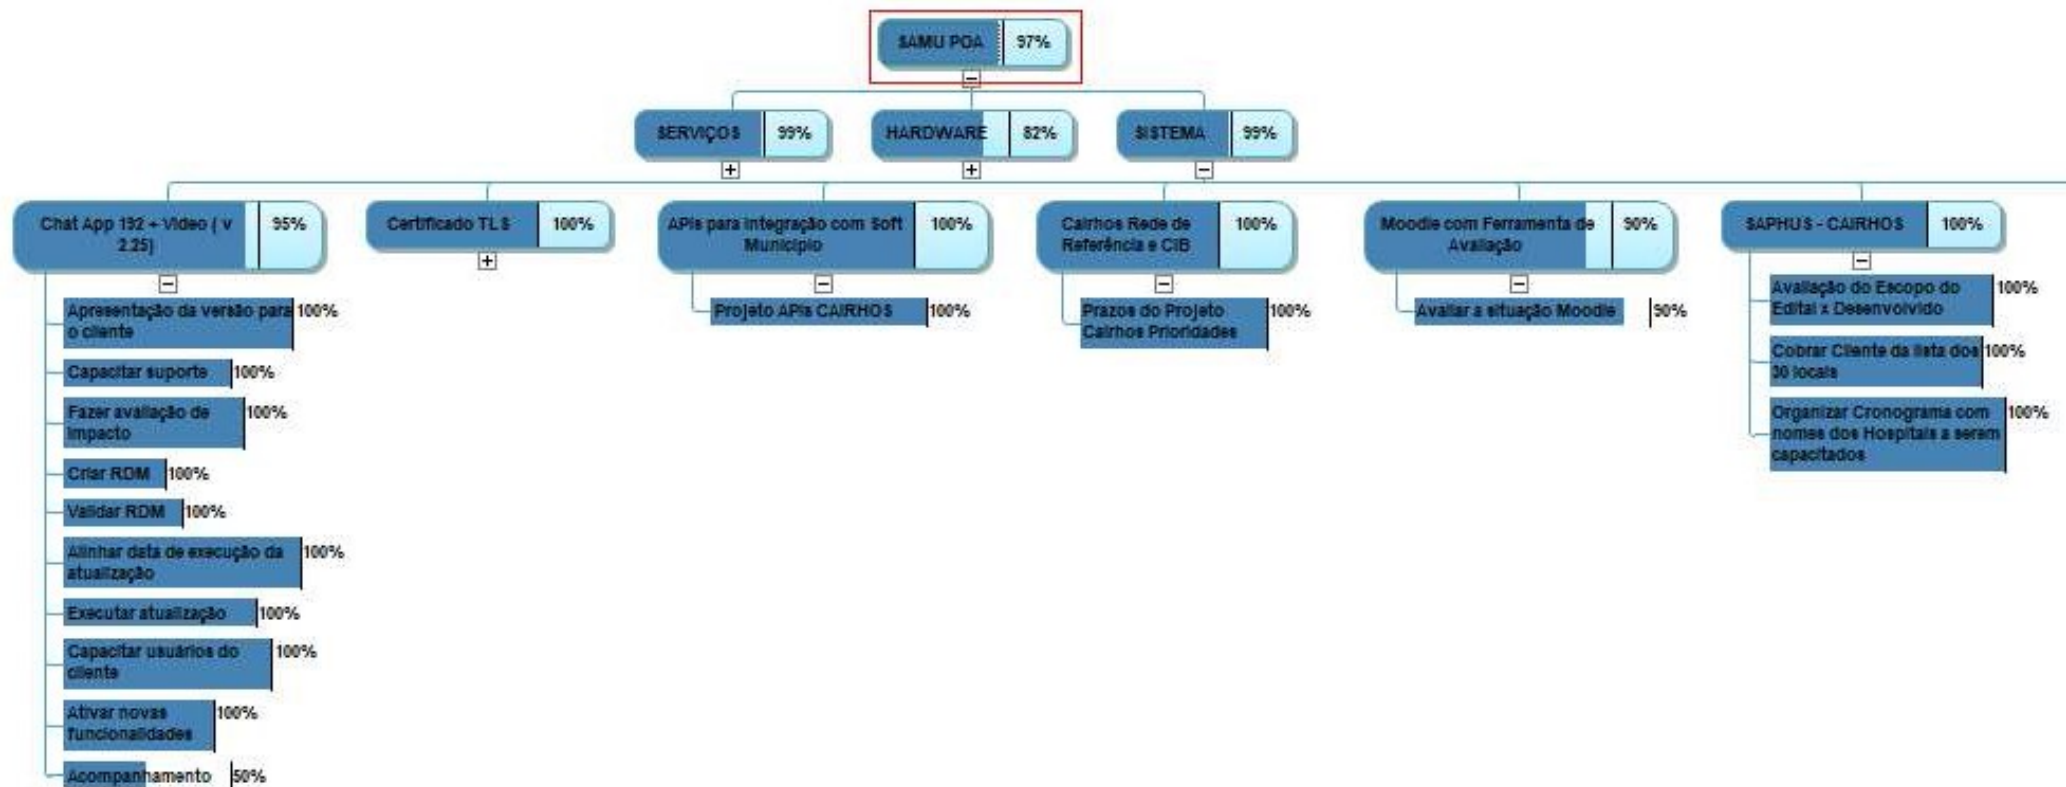 SAMU POA 97%
SERVIÇOS 99%
HARDWARE 82%
SISTEMA 99%
Chat App 192 + Video ( v
2.25)
95%
Certificado TLS 100%
APIs para integração com Soft
Município
100%
Cairhos Rede de
Referência e CIB
100%
Moodle com Ferramenta de
Avaliação
90%
SAPHUS - CAIRHOS 100%
Apresentação da versão para 100%
o cliente
Capacitar suporte 100%
Fazer avaliação de 100%
impacto
Criar RDM 100%
Validar RDM 100%
Alinhar data de execução da 100%
atualização
Executar atualização 100%
Capacitar usuários do 100%
cliente
Ativar novas 100%
funcionalidades
Acompanhamento 50%
Projeto APIs CAIRHOS 100%
Prazos do Projeto 100%
Cairhos Prioridades
Avaliar a situação Moodle 90%
Avaliação do Escopo do 100%
Edital x Desenvolvido
Cobrar Cliente da lista dos 100%
30 locais
Organizar Cronograma com 100%
nomes dos Hospitais a serem
capacitados